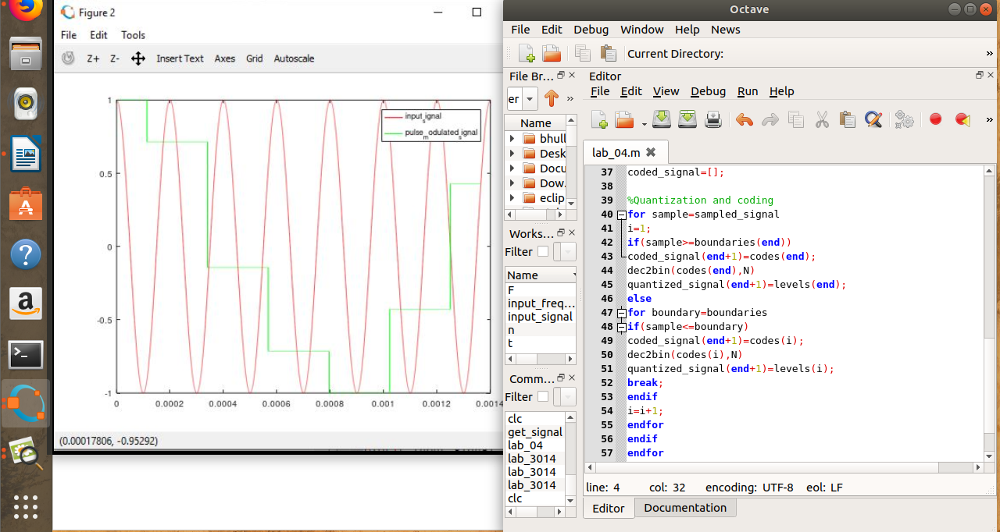 Figure 2
File Edit Tools
Z+ Z- Insert Text Axes Grid Autoscale
1
0.5
0
-0.5
-1
0 0.0002 0.0004 0.0006 0.0008 0.001 0.0012 0.0014
input_signal
pulse_modulated_signal
(0.00017806, -0.95292)
Octave
File Edit Debug Window Help News
Current Directory: »
File Br...
er »
Name
bhull
Desk
Docu
Dow.
eclip
Works...
Filter
Name
F
input_freq...
input_signal
n
t
Comm...
Filter
clc
get_signal
lab_04
lab_3014
lab_3014
lab_3014
clc
Editor
File Edit View Debug Run Help
»
lab_04.m
37 coded_signal=[];
38
39 %Quantization and coding
40 for sample=sampled_signal
41 i=1;
42 if(sample>=boundaries(end))
43 coded_signal(end+1)=codes(end);
44 dec2bin(codes(end),N)
45 quantized_signal(end+1)=levels(end);
46 else
47 for boundary=boundaries
48 if(sample<=boundary)
49 coded_signal(end+1)=codes(i);
50 dec2bin(codes(i),N)
51 quantized_signal(end+1)=levels(i);
52 break;
53 endif
54 i=i+1;
55 endfor
56 endif
57 endfor
line: 4 col: 32 encoding: UTF-8 eol: LF
Editor Documentation